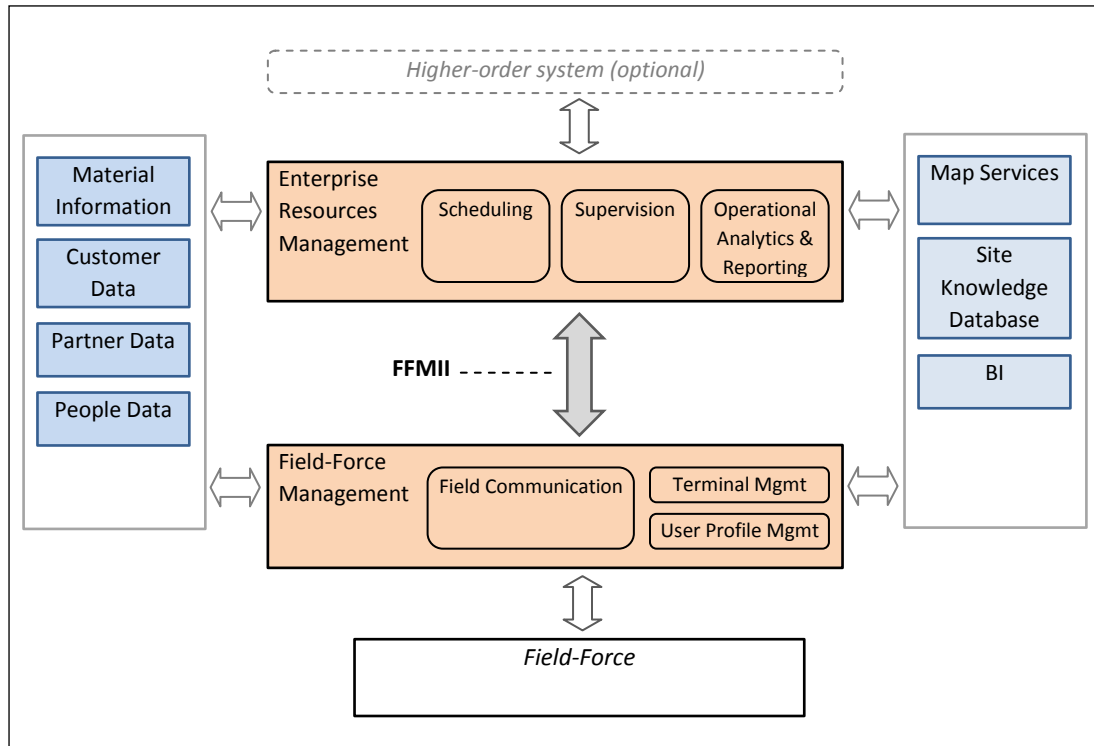 Higher-order system (optional)
Material
Information
Customer
Data
Partner Data
People Data
Enterprise
Resources
Management
Scheduling
Supervision
Operational
Analytics &
Reporting
Map Services
Site
Knowledge
Database
BI
FFMII
Field-Force
Management
Field Communication
Terminal Mgmt
User Profile Mgmt
Field-Force